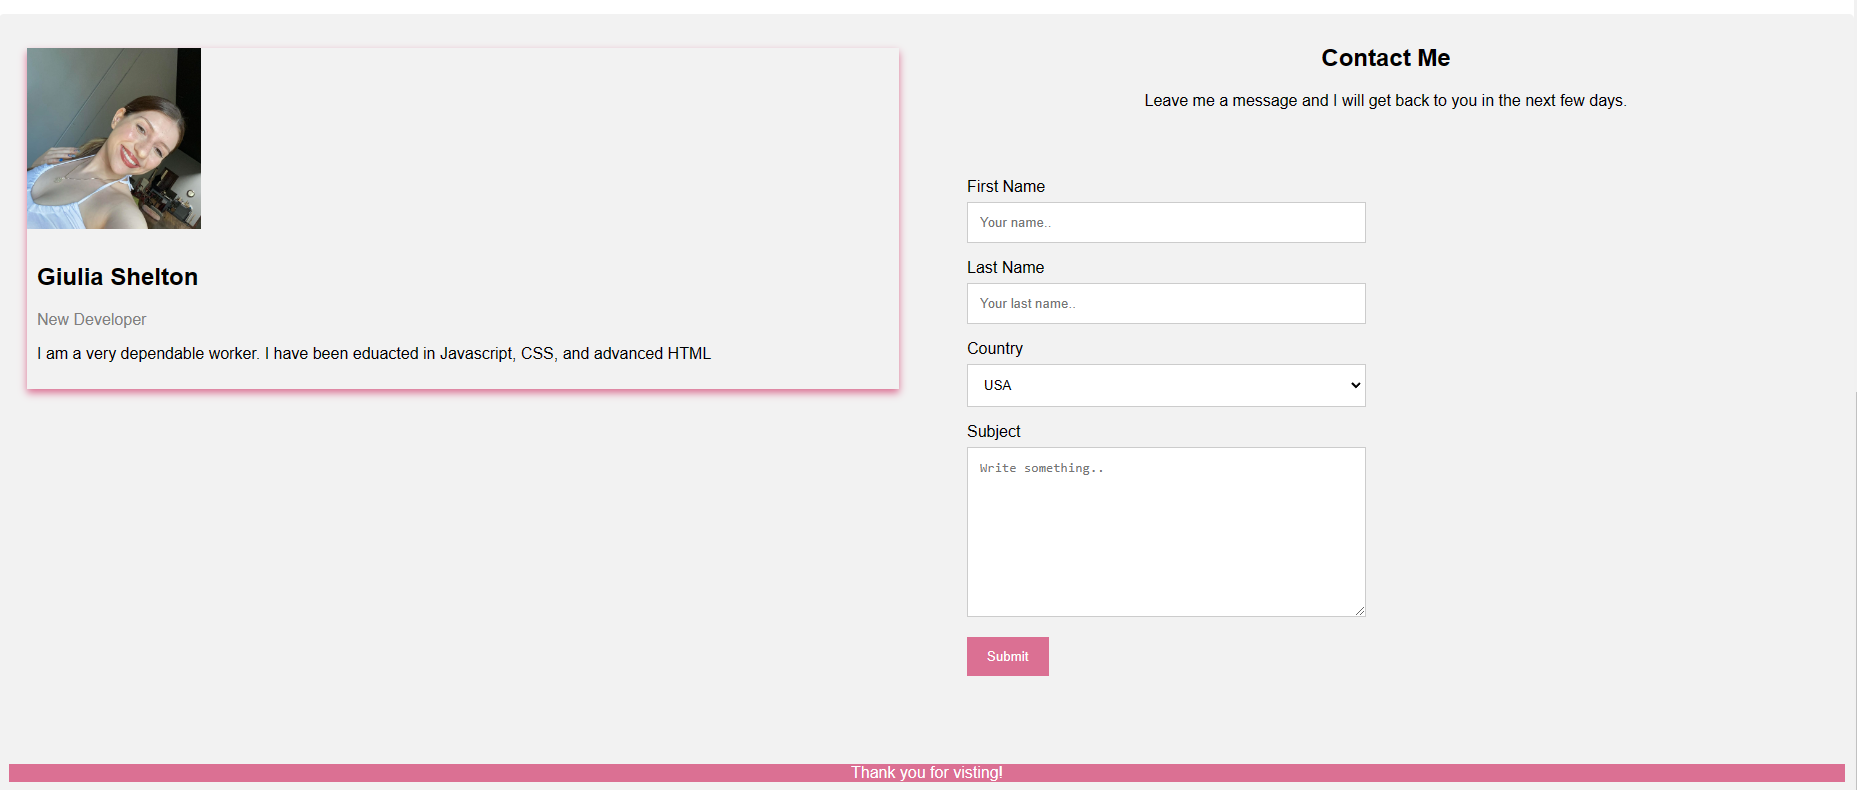 Giulia Shelton
New Developer
I am a very dependable worker. I have been eduacted in Javascript, CSS, and advanced HTML
Contact Me
Leave me a message and I will get back to you in the next few days.
First Name
Your name..
Last Name
Your last name..
Country
USA
Subject
Write something..
Submit
Thank you for visting!